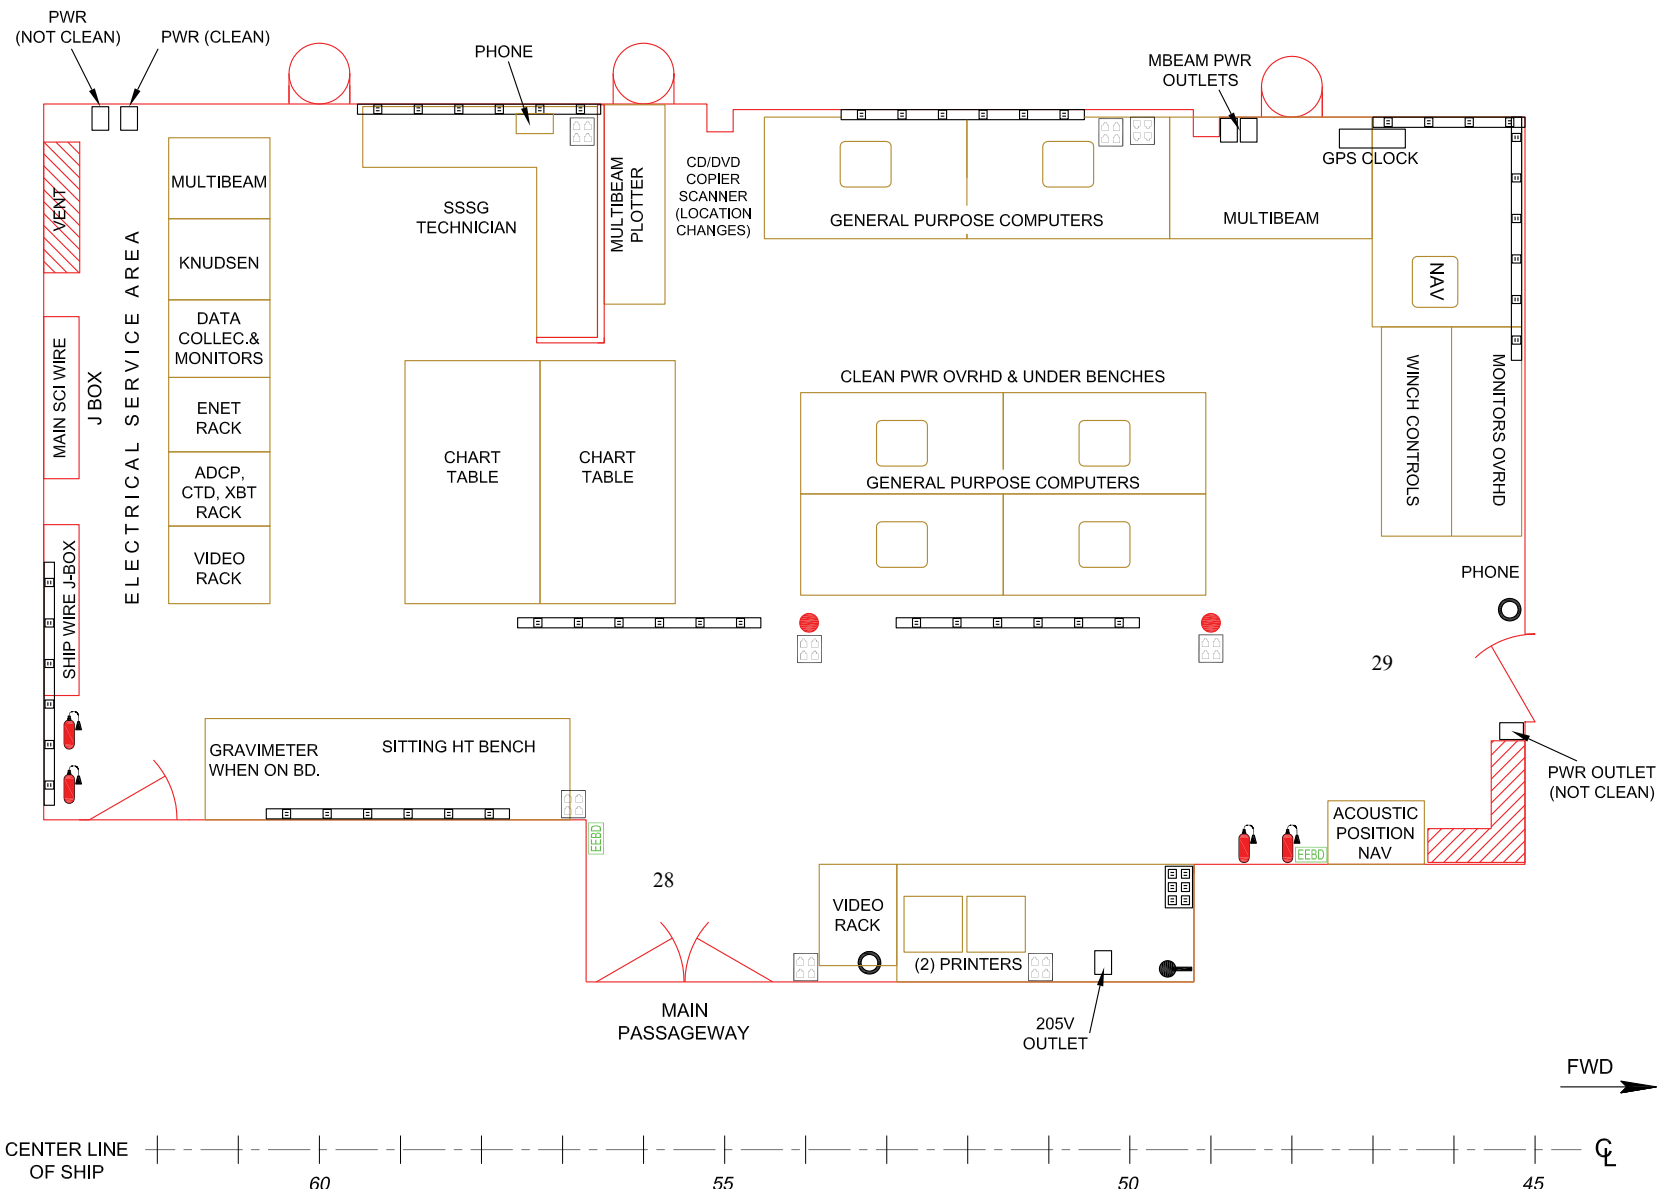 PWR
(NOT CLEAN)
PWR (CLEAN)
PHONE
MBEAM PWR
OUTLETS
GPS CLOCK
VENT
MULTIBEAM
KNUDSEN
DATA
COLLEC.&
MONITORS
ENET
RACK
ADCP,
CTD, XBT
RACK
VIDEO
RACK
ELECTRICAL SERVICE AREA
MAIN SCI WIRE
J BOX
SHIP WIRE J-BOX
SSSG
TECHNICIAN
MULTIBEAM
PLOTTER
CD/DVD
COPIER
SCANNER
(LOCATION
CHANGES)
GENERAL PURPOSE COMPUTERS
MULTIBEAM
NAV
WINCH CONTROLS
MONITORS OVRHD
CHART
TABLE
CHART
TABLE
CLEAN PWR OVRHD & UNDER BENCHES
GENERAL PURPOSE COMPUTERS
PHONE
29
GRAVIMETER
WHEN ON BD.
SITTING HT BENCH
EEBD
28
PWR OUTLET
(NOT CLEAN)
ACOUSTIC
POSITION
NAV
EEBD
VIDEO
RACK
(2) PRINTERS
MAIN
PASSAGEWAY
205V
OUTLET
FWD
CENTER LINE
OF SHIP
CL
60
55
50
45